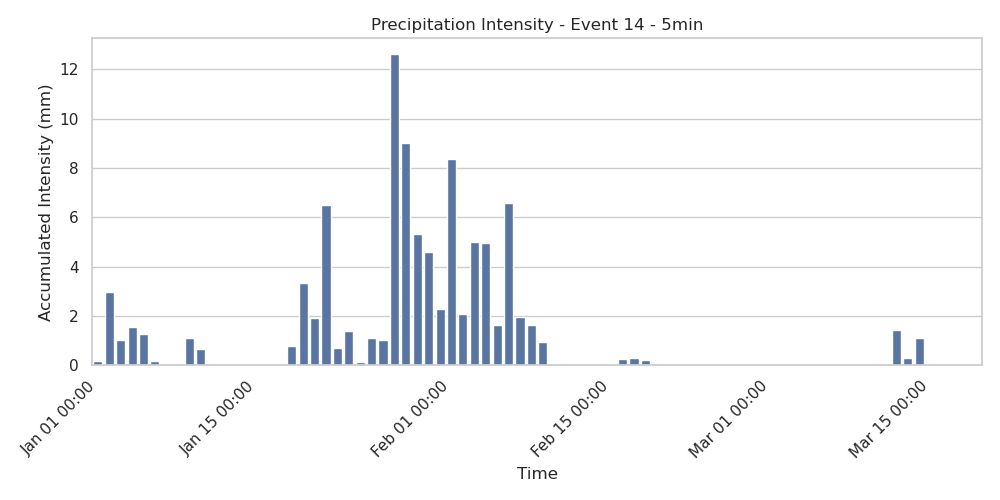 Precipitation Intensity - Event 14 - 5min
Accumulated Intensity (mm)
12
10
8
6
4
2
0
Jan 01 00:00
Jan 15 00:00
Feb 01 00:00
Feb 15 00:00
Mar 01 00:00
Mar 15 00:00
Time